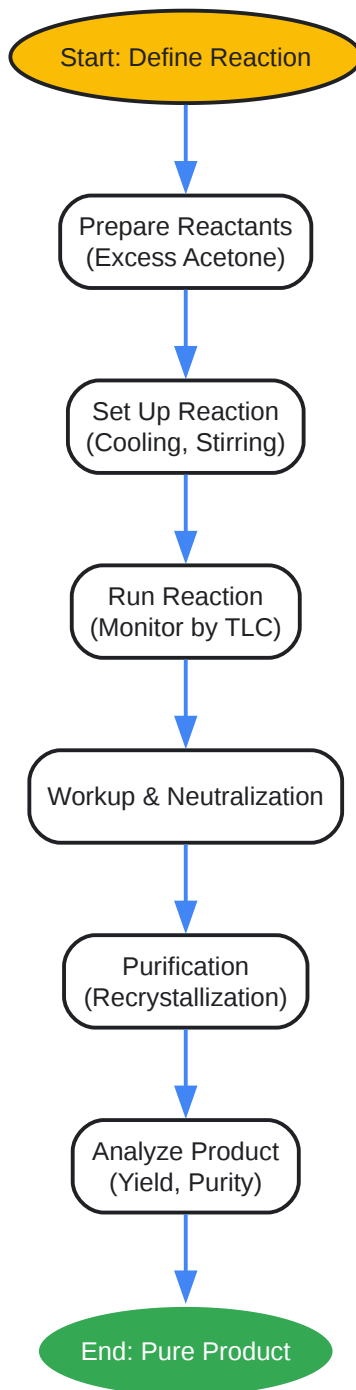 Start: Define Reaction
Prepare Reactants
(Excess Acetone)
Set Up Reaction
(Cooling, Stirring)
Run Reaction
(Monitor by TLC)
Workup & Neutralization
Purification
(Recrystallization)
Analyze Product
(Yield, Purity)
End: Pure Product